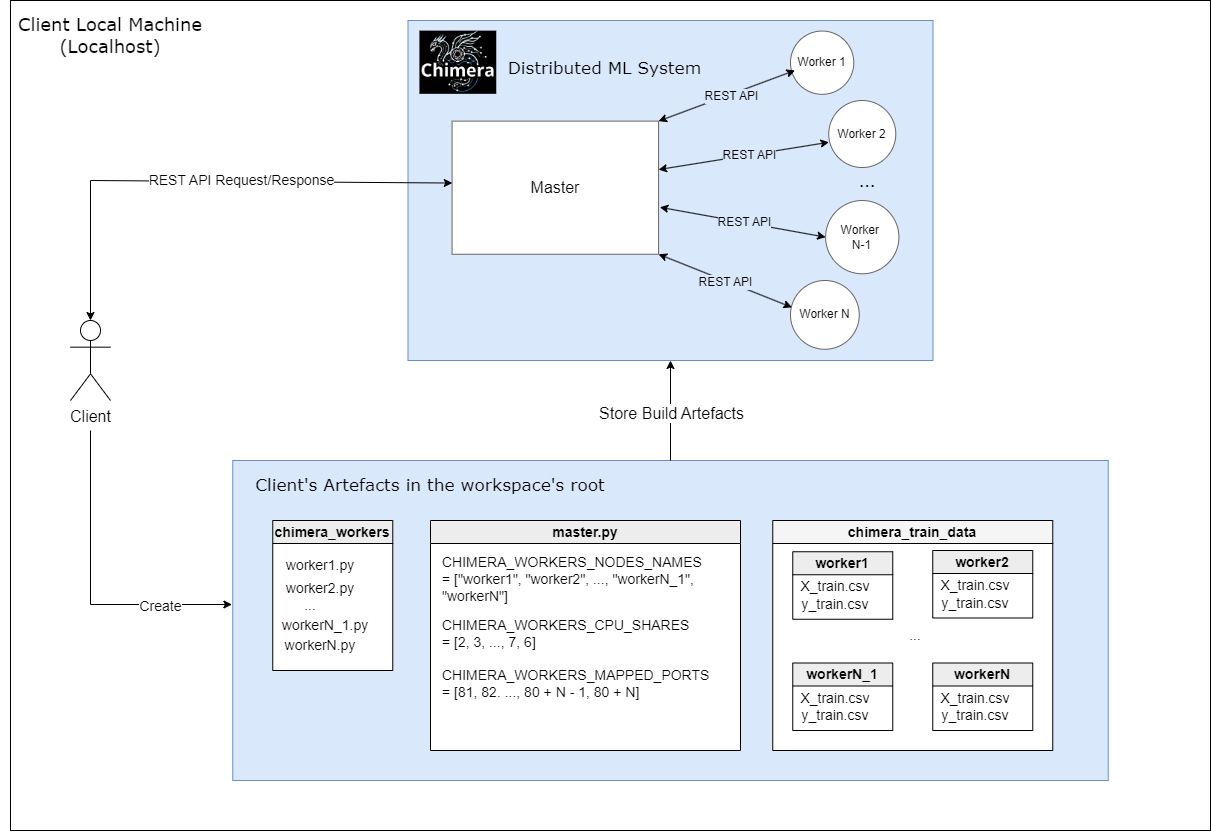 Client Local Machine
(Localhost)
Chimera
Distributed ML System
Worker 1
REST API
Worker 2
REST API
...
REST API Request/Response
Master
REST API
Worker
N-1
REST API
Worker N
Client
Store Build Artefacts
Client's Artefacts in the workspace's root
Create
chimera_workers
worker1.py
worker2.py
...
workerN_1.py
workerN.py
master.py
CHIMERA_WORKERS_NODES_NAMES
= ["worker1", "worker2", ..., "workerN_1",
"workerN"]
CHIMERA_WORKERS_CPU_SHARES
= [2, 3, ..., 7, 6]
CHIMERA_WORKERS_MAPPED_PORTS
= [81, 82. ..., 80 + N - 1, 80 + N]
chimera_train_data
worker1
X_train.csv
y_train.csv
worker2
X_train.csv
y_train.csv
...
workerN_1
X_train.csv
y_train.csv
workerN
X_train.csv
y_train.csv